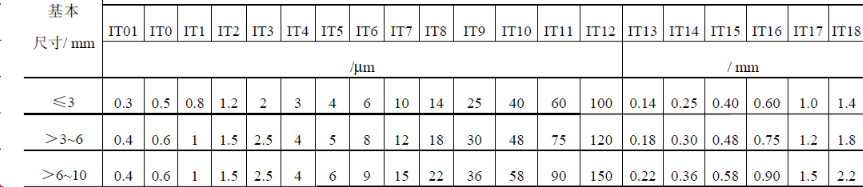 基本
尺寸/ mm
IT01 IT0 IT1 IT2 IT3 IT4 IT5 IT6 IT7 IT8 IT9 IT10 IT11 IT12 IT13 IT14 IT15 IT16 IT17 IT18
/μm / mm
≤3 0.3 0.5 0.8 1.2 2 3 4 6 10 14 25 40 60 100 0.14 0.25 0.40 0.60 1.0 1.4
>3~6 0.4 0.6 1 1.5 2.5 4 5 8 12 18 30 48 75 120 0.18 0.30 0.48 0.75 1.2 1.8
>6~10 0.4 0.6 1 1.5 2.5 4 6 9 15 22 36 58 90 150 0.22 0.36 0.58 0.90 1.5 2.2